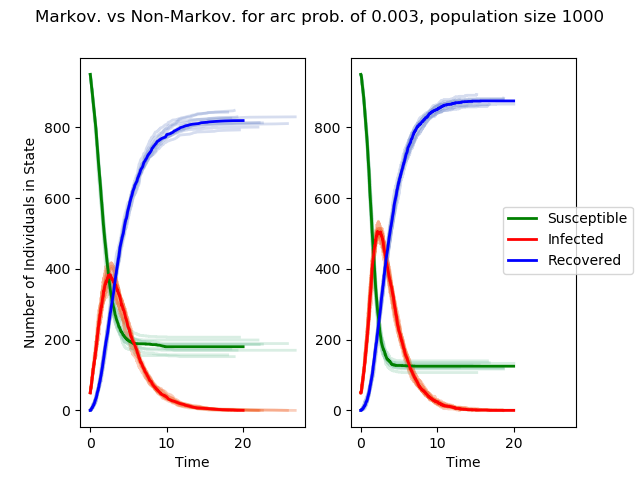 Markov. vs Non-Markov. for arc prob. of 0.003, population size 1000
Number of Individuals in State
800
600
400
200
0
0
10
20
Time
800
600
400
200
0
0
10
20
Time
Susceptible
Infected
Recovered